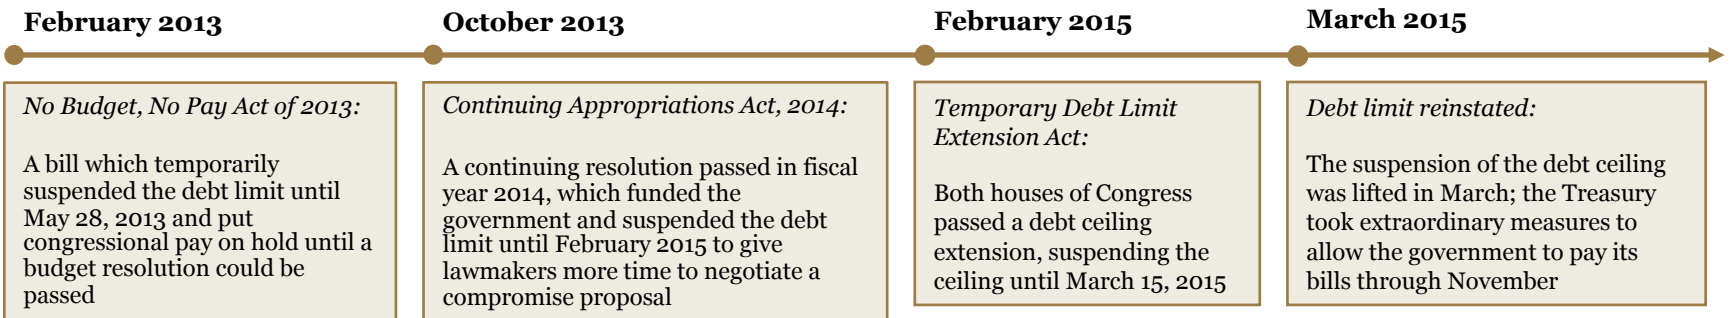 February 2013
October 2013
February 2015
March 2015
No Budget, No Pay Act of 2013:
A bill which temporarily
suspended the debt limit until
May 28, 2013 and put
congressional pay on hold until a
budget resolution could be
passed
Continuing Appropriations Act, 2014:
A continuing resolution passed in fiscal
year 2014, which funded the
government and suspended the debt
limit until February 2015 to give
lawmakers more time to negotiate a
compromise proposal
Temporary Debt Limit
Extension Act:
Both houses of Congress
passed a debt ceiling
extension, suspending the
ceiling until March 15, 2015
Debt limit reinstated:
The suspension of the debt ceiling
was lifted in March; the Treasury
took extraordinary measures to
allow the government to pay its
bills through November